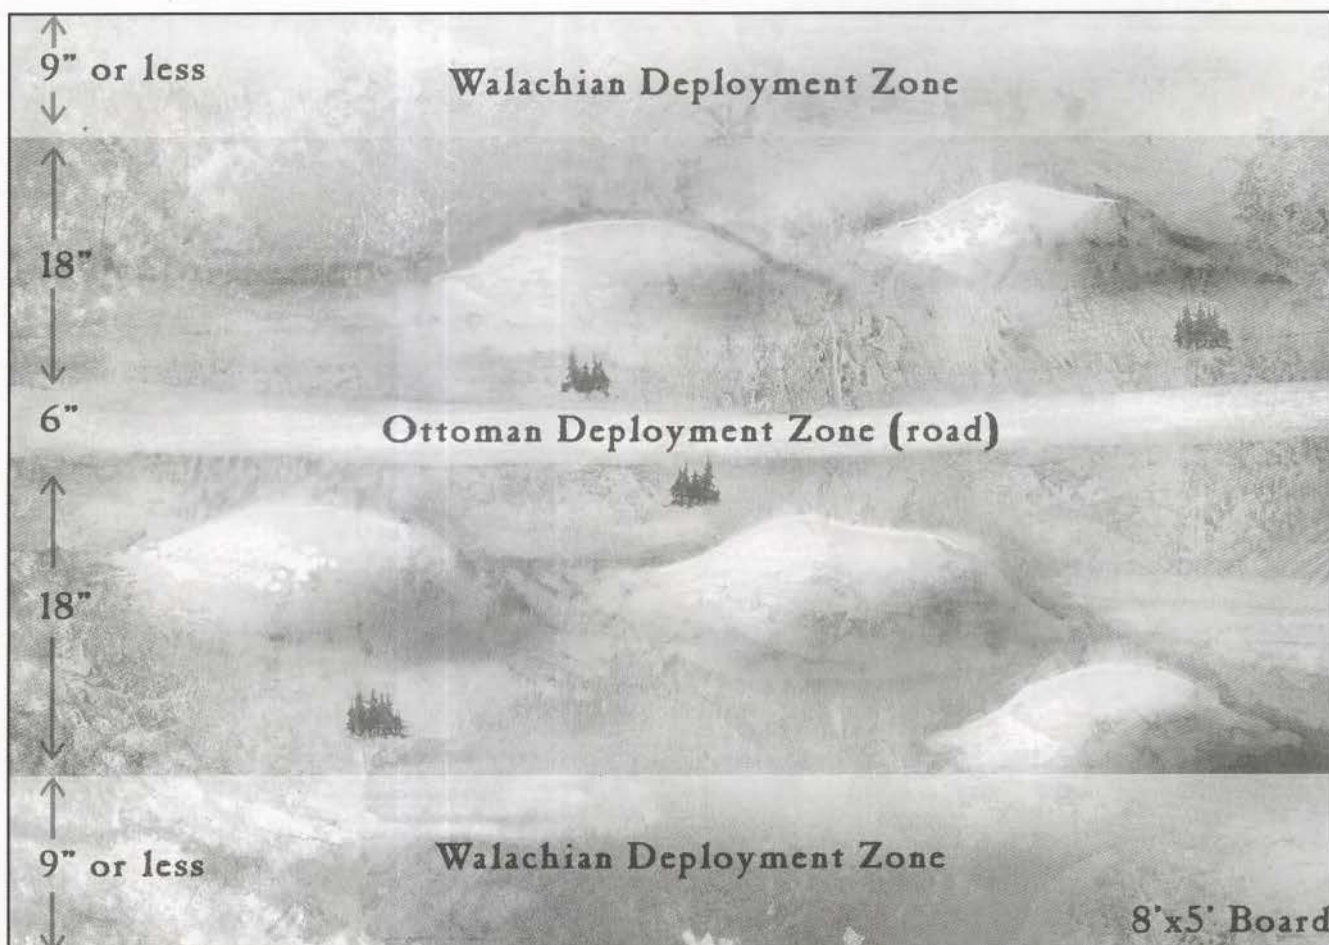 9” or less
Walachian Deployment Zone
18”
6”
Ottoman Deployment Zone (road)
18”
9” or less
Walachian Deployment Zone
8’x5’ Board